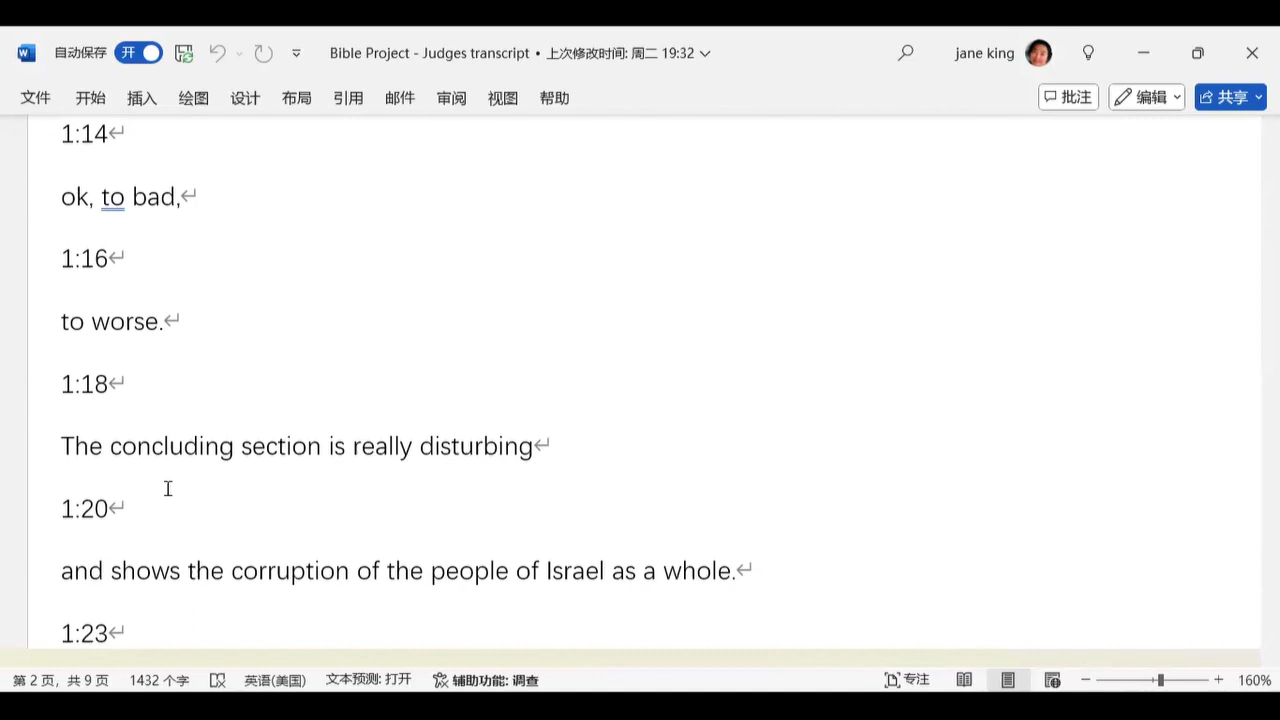 自动保存 开 Bible Project - Judges transcript • 上次修改时间: 周二 19:32 jane king
文件 开始 插入 绘图 设计 布局 引用 邮件 审阅 视图 帮助 批注 编辑 共享
1:14
ok, to bad,
1:16
to worse.
1:18
The concluding section is really disturbing
1:20
and shows the corruption of the people of Israel as a whole.
1:23
第 2 页，共 9 页 1432 个字 英语(美国) 文本预测: 打开 辅助功能: 调查 专注 160%